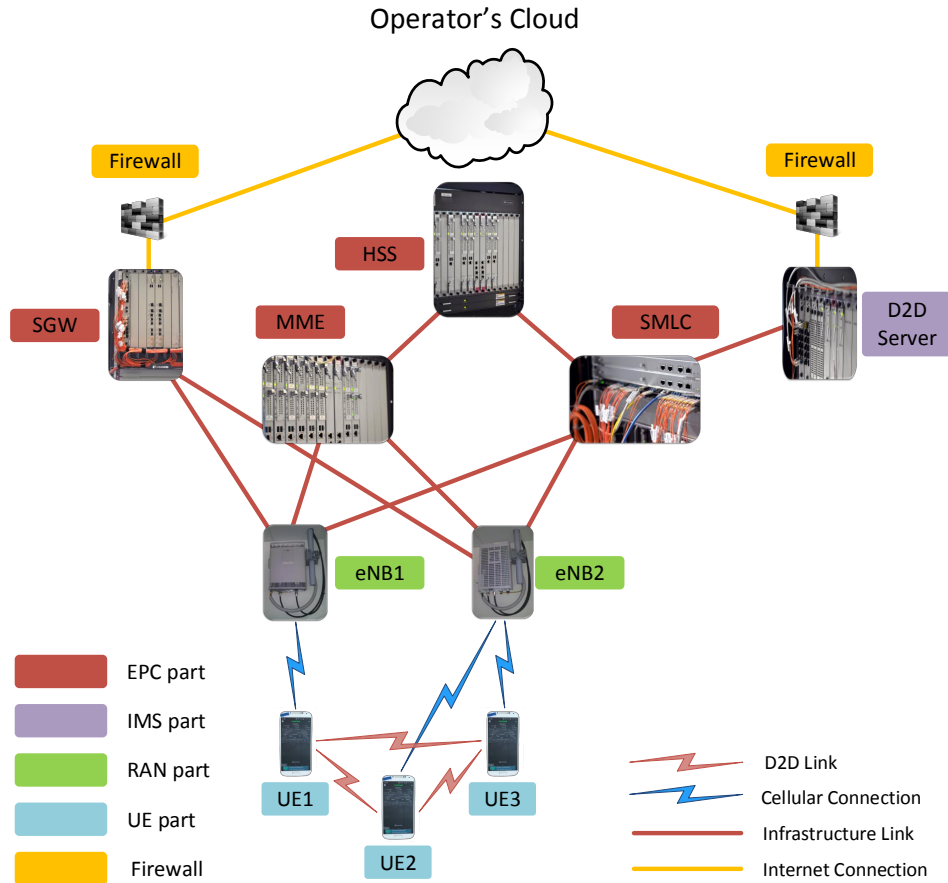 Operator’s Cloud
Firewall
Firewall
HSS
SGW
MME
SMLC
D2D
Server
eNB1
eNB2
EPC part
IMS part
RAN part
UE part
Firewall
UE1
UE3
UE2
D2D Link
Cellular Connection
Infrastructure Link
Internet Connection